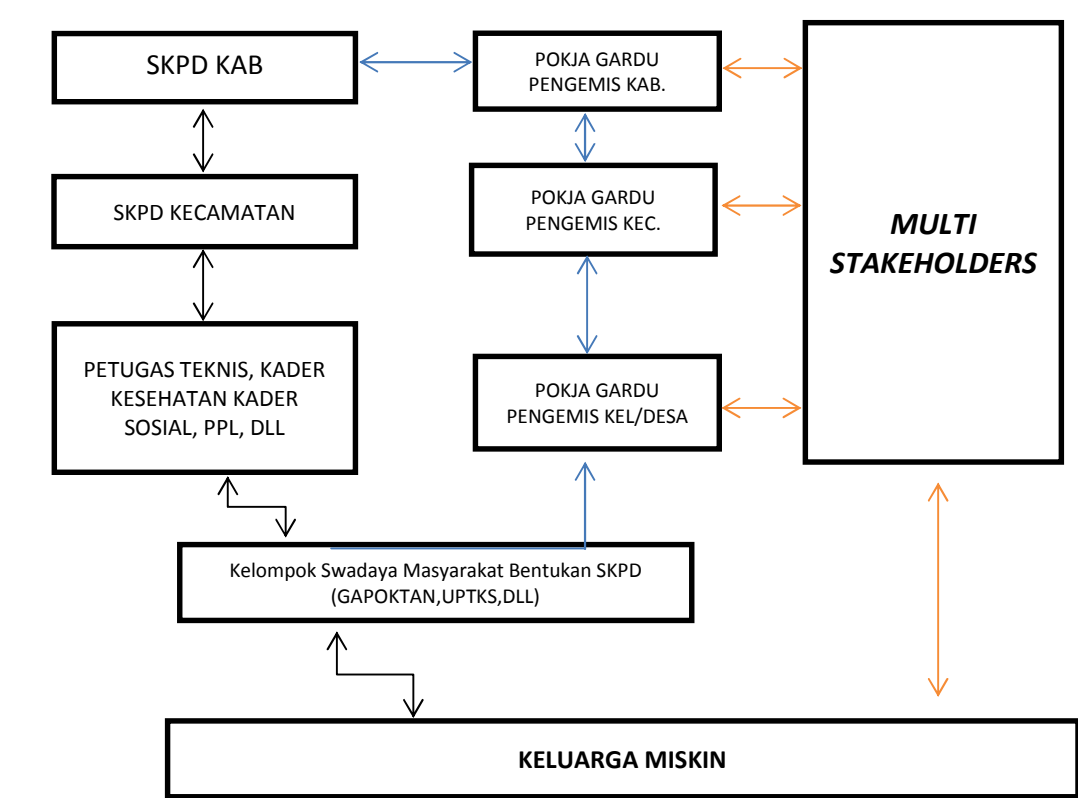 SKPD KAB
POKJA GARDU
PENGEMIS KAB.
SKPD KECAMATAN
POKJA GARDU
PENGEMIS KEC.
MULTI
STAKEHOLDERS
PETUGAS TEKNIS, KADER
KESEHATAN KADER
SOSIAL, PPL, DLL
POKJA GARDU
PENGEMIS KEL/DESA
Kelompok Swadaya Masyarakat Bentukan SKPD
(GAPOKTAN,UPTKS,DLL)
KELUARGA MISKIN